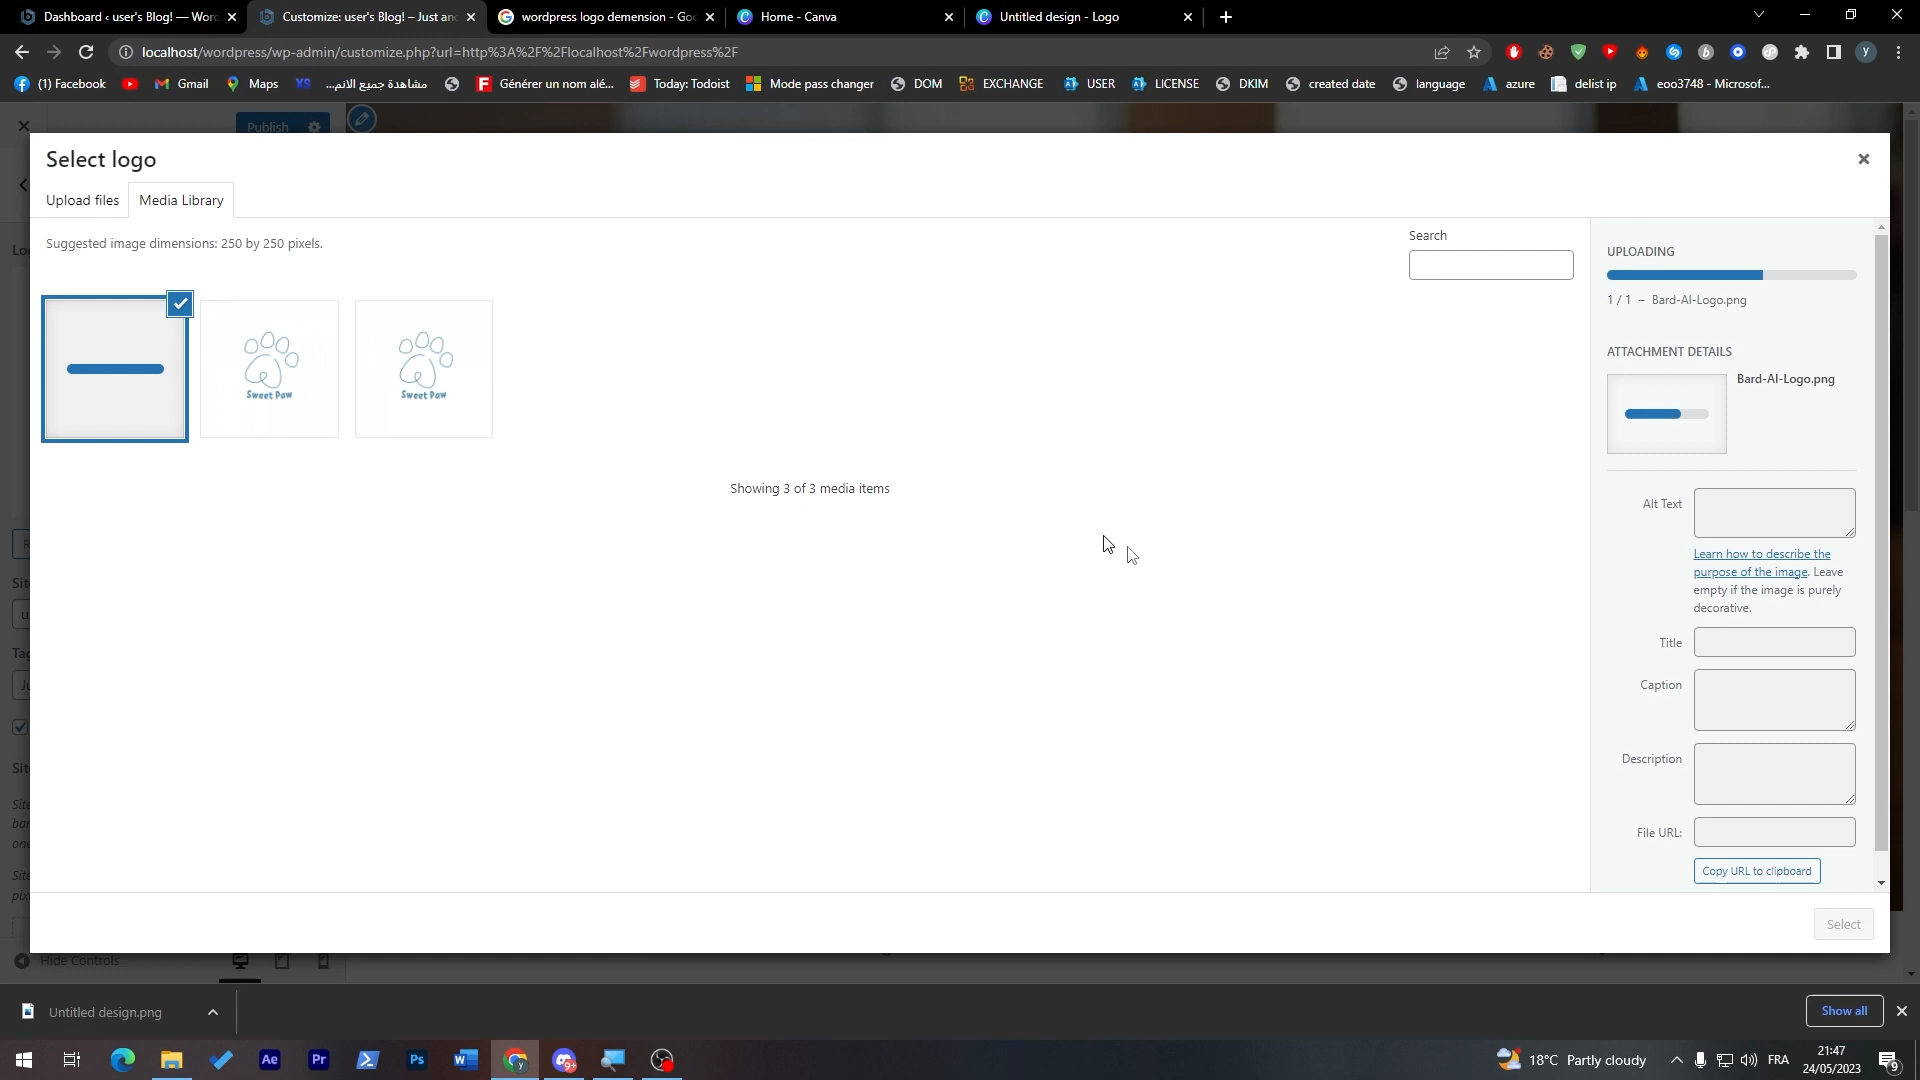 Dashboard ‹ user's Blog! — Worc
Customize: user's Blog! – Just an
wordpress logo demension - Goo
Home - Canva
Untitled design - Logo
localhost/wordpress/wp-admin/customize.php?url=http%3A%2F%2Flocalhost%2Fwordpress%2F
(1) Facebook
Gmail
Maps
XS
مشاهدة جميع الانم...
Générer un nom alé...
Today: Todoist
Mode pass changer
DOM
EXCHANGE
USER
LICENSE
DKIM
created date
language
azure
delist ip
eoo3748 - Microsof...
Publish
Select logo
Upload files
Media Library
Suggested image dimensions: 250 by 250 pixels.
Search
UPLOADING
1 / 1 – Bard-AI-Logo.png
ATTACHMENT DETAILS
Bard-AI-Logo.png
Sweet Paw
Sweet Paw
Showing 3 of 3 media items
Alt Text
Learn how to describe the
purpose of the image. Leave
empty if the image is purely
decorative.
Title
Caption
Description
File URL:
Copy URL to clipboard
Select
Hide Controls
Untitled design.png
Show all
Ae
Pr
Ps
W
18°C Partly cloudy
FRA
21:47
24/05/2023
9